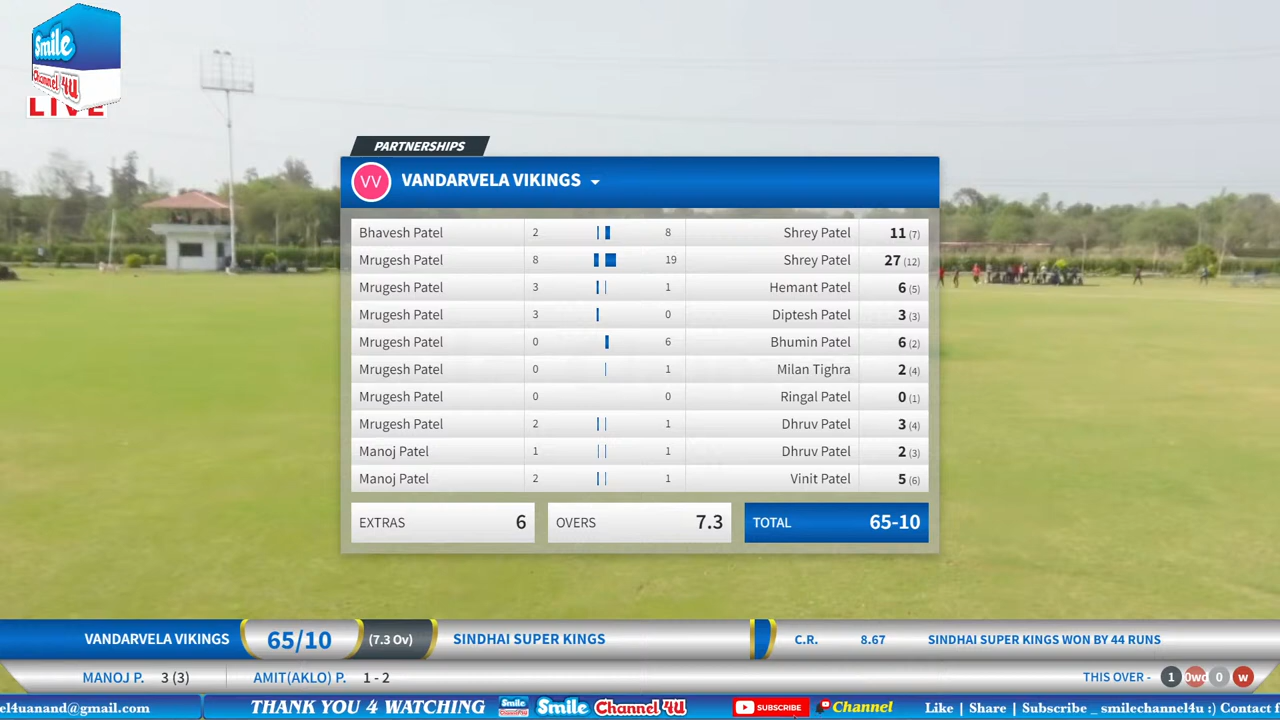 Smile
Channel 4U
LIVE
PARTNERSHIPS
VV VANDARVELA VIKINGS
Bhavesh Patel 2 8 Shrey Patel 11 (7)
Mrugesh Patel 8 19 Shrey Patel 27 (12)
Mrugesh Patel 3 1 Hemant Patel 6 (5)
Mrugesh Patel 3 0 Diptesh Patel 3 (3)
Mrugesh Patel 0 6 Bhumin Patel 6 (2)
Mrugesh Patel 0 1 Milan Tighra 2 (4)
Mrugesh Patel 0 0 Ringal Patel 0 (1)
Mrugesh Patel 2 1 Dhruv Patel 3 (4)
Manoj Patel 1 1 Dhruv Patel 2 (3)
Manoj Patel 2 1 Vinit Patel 5 (6)
EXTRAS 6 OVERS 7.3 TOTAL 65-10
VANDARVELA VIKINGS 65/10 (7.3 Ov) SINDHAI SUPER KINGS C.R. 8.67 SINDHAI SUPER KINGS WON BY 44 RUNS
MANOJ P. 3 (3) AMIT(AKLO) P. 1 - 2 THIS OVER - 1 0wd 0 w
el4uanand@gmail.com THANK YOU 4 WATCHING Smile Smile Channel 4U SUBSCRIBE Channel Like | Share | Subscribe _ smilechannel4u :) Contact